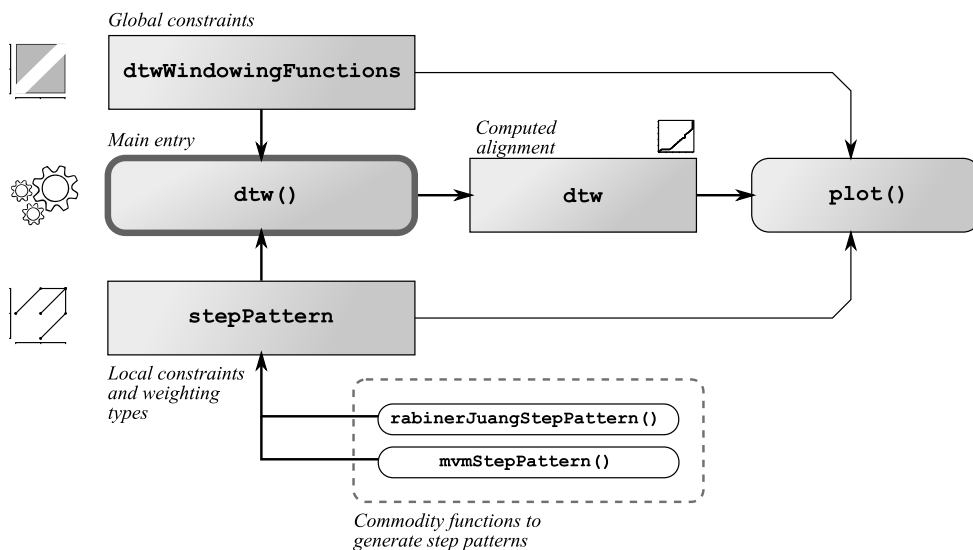 Global constraints
dtwWindowingFunctions
Main entry
dtw()
Computed
alignment
dtw
plot()
stepPattern
Local constraints
and weighting
types
rabinerJuangStepPattern()
mvmStepPattern()
Commodity functions to
generate step patterns